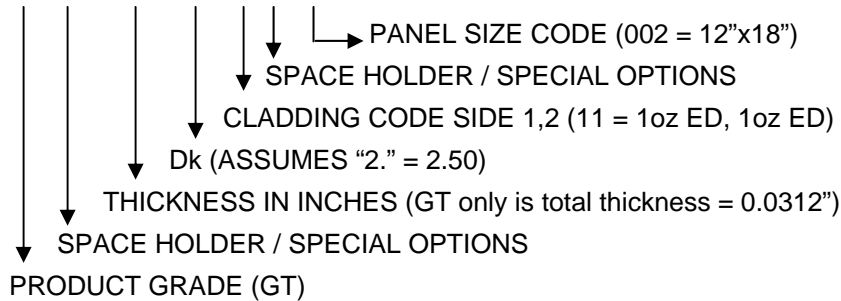 PANEL SIZE CODE (002 = 12”x18”)
SPACE HOLDER / SPECIAL OPTIONS
CLADDING CODE SIDE 1,2 (11 = 1oz ED, 1oz ED)
Dk (ASSUMES “2.” = 2.50)
THICKNESS IN INCHES (GT only is total thickness = 0.0312”)
SPACE HOLDER / SPECIAL OPTIONS
PRODUCT GRADE (GT)